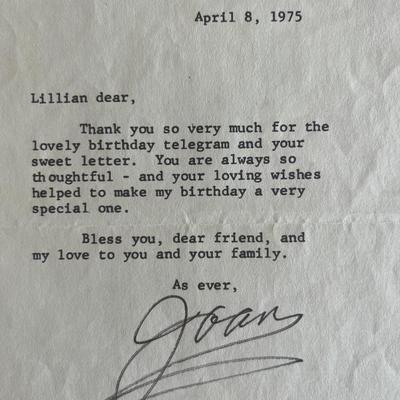 April 8, 1975
Lillian dear,
Thank you so very much for the
lovely birthday telegram and your
sweet letter. You are always so
thoughtful - and your loving wishes
helped to make my birthday a very
special one.
Bless you, dear friend, and
my love to you and your family.
As ever,
Joan